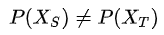 P(X_S) ≠ P(X_T)